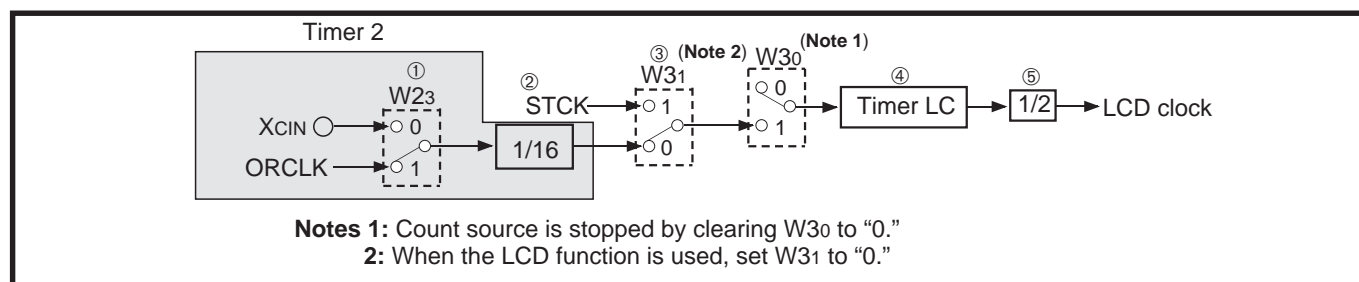 Timer 2
① W23
② STCK
③ (Note 2)
W31
W30 (Note 1)
④
⑤
0
1
XCIN
0
1
0
1
ORCLK
1/16
Timer LC
1/2
LCD clock
Notes 1: Count source is stopped by clearing W30 to “0.”
2: When the LCD function is used, set W31 to “0.”